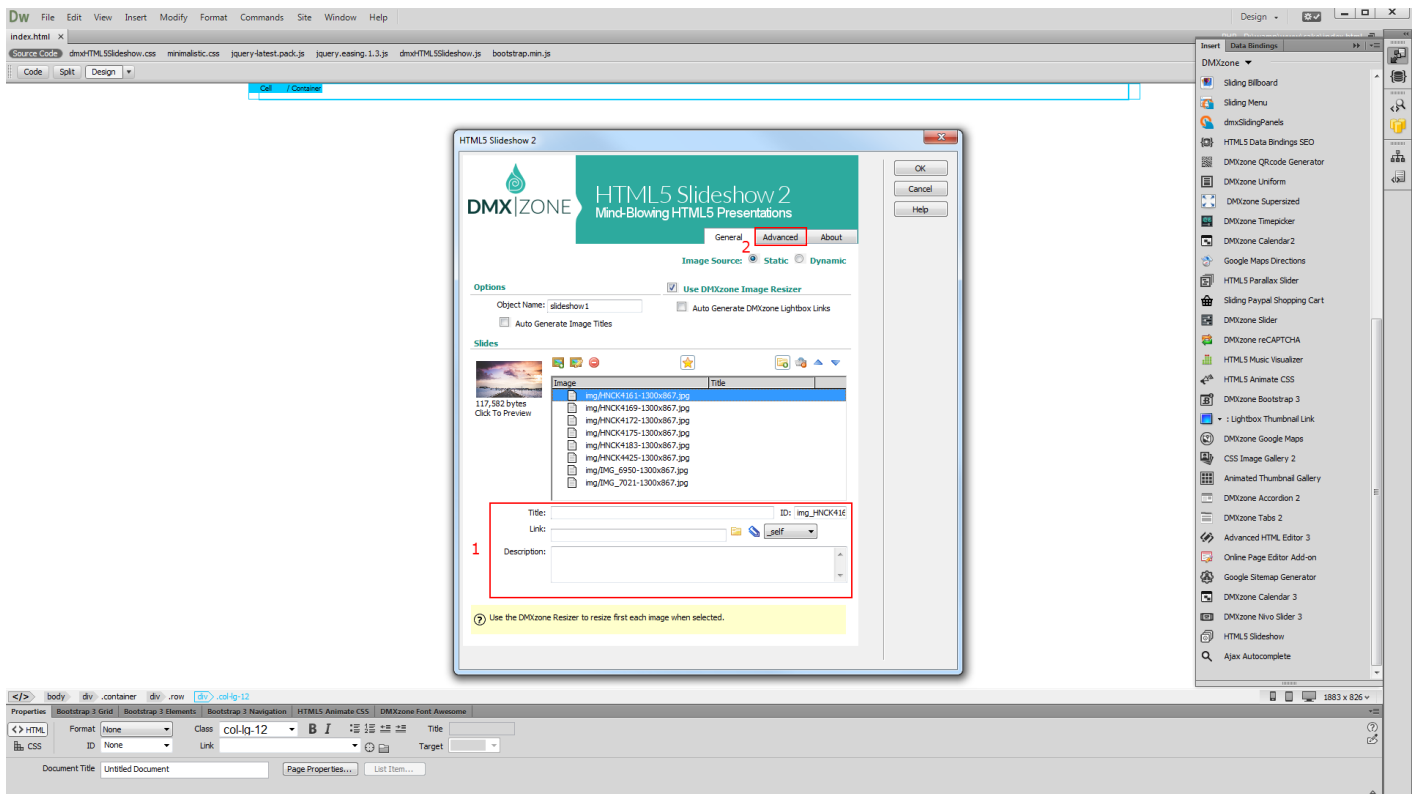 Dw File Edit View Insert Modify Format Commands Site Window Help
Design
index.html ×
Source Code dmxHTML5Slideshow.css minimalistic.css jquery-latest.pack.js jquery.easing.1.3.js dmxHTML5Slideshow.js bootstrap.min.js
Code Split Design
Cell / Container
HTML5 Slideshow 2
DMX|ZONE
HTML5 Slideshow 2
Mind-Blowing HTML5 Presentations
General Advanced About
2
Image Source: Static Dynamic
Options
Use DMXzone Image Resizer
Object Name: slideshow1
Auto Generate DMXzone Lightbox Links
Auto Generate Image Titles
Slides
117,582 bytes
Click To Preview
Image Title
img/HNCK4161-1300x867.jpg
img/HNCK4169-1300x867.jpg
img/HNCK4172-1300x867.jpg
img/HNCK4175-1300x867.jpg
img/HNCK4183-1300x867.jpg
img/HNCK4425-1300x867.jpg
img/IMG_6950-1300x867.jpg
img/IMG_7021-1300x867.jpg
Title: ID: img_HNCK416
Link: _self
1
Description:
? Use the DMXzone Resizer to resize first each image when selected.
OK
Cancel
Help
Insert Data Bindings
DMXzone
Sliding Billboard
Sliding Menu
dmxSlidingPanels
HTML5 Data Bindings SEO
DMXzone QRcode Generator
DMXzone Uniform
DMXzone Supersized
DMXzone Timepicker
DMXzone Calendar2
Google Maps Directions
HTML5 Parallax Slider
Sliding Paypal Shopping Cart
DMXzone Slider
DMXzone reCAPTCHA
HTML5 Music Visualizer
HTML5 Animate CSS
DMXzone Bootstrap 3
: Lightbox Thumbnail Link
DMXzone Google Maps
CSS Image Gallery 2
Animated Thumbnail Gallery
DMXzone Accordion 2
DMXzone Tabs 2
Advanced HTML Editor 3
Online Page Editor Add-on
Google Sitemap Generator
DMXzone Calendar 3
DMXzone Nivo Slider 3
HTML5 Slideshow
Ajax Autocomplete
</> body div .container div .row div .col-lg-12
1883 x 826
Properties Bootstrap 3 Grid Bootstrap 3 Elements Bootstrap 3 Navigation HTML5 Animate CSS DMXzone Font Awesome
<> HTML Format None Class col-lg-12 B I Title
CSS ID None Link Target
Document Title Untitled Document Page Properties... List Item...